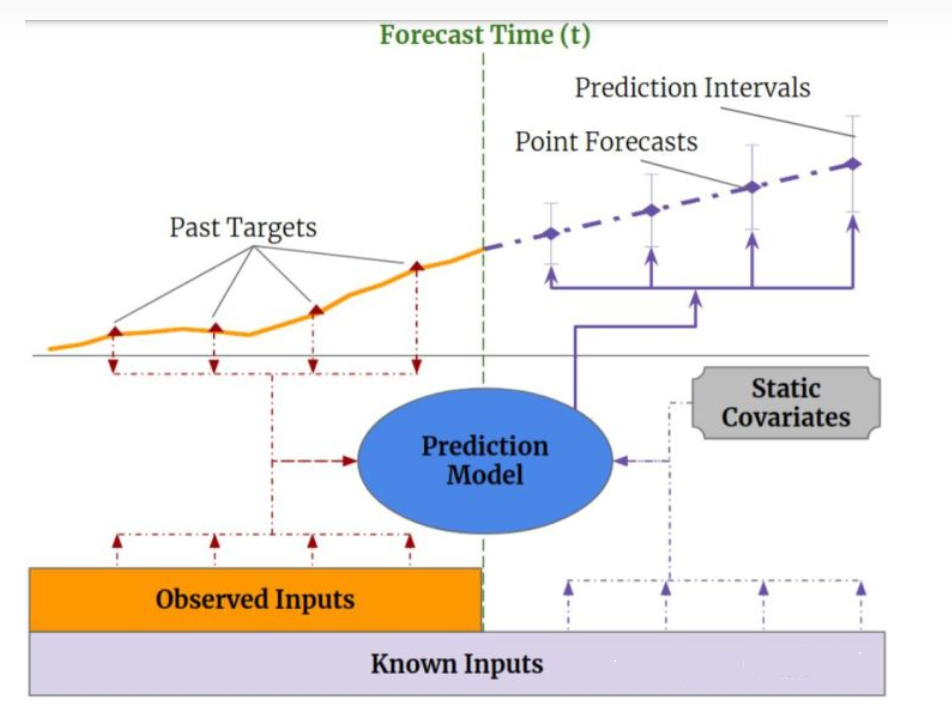 Forecast Time (t)
Prediction Intervals
Point Forecasts
Past Targets
Static
Covariates
Prediction
Model
Observed Inputs
Known Inputs